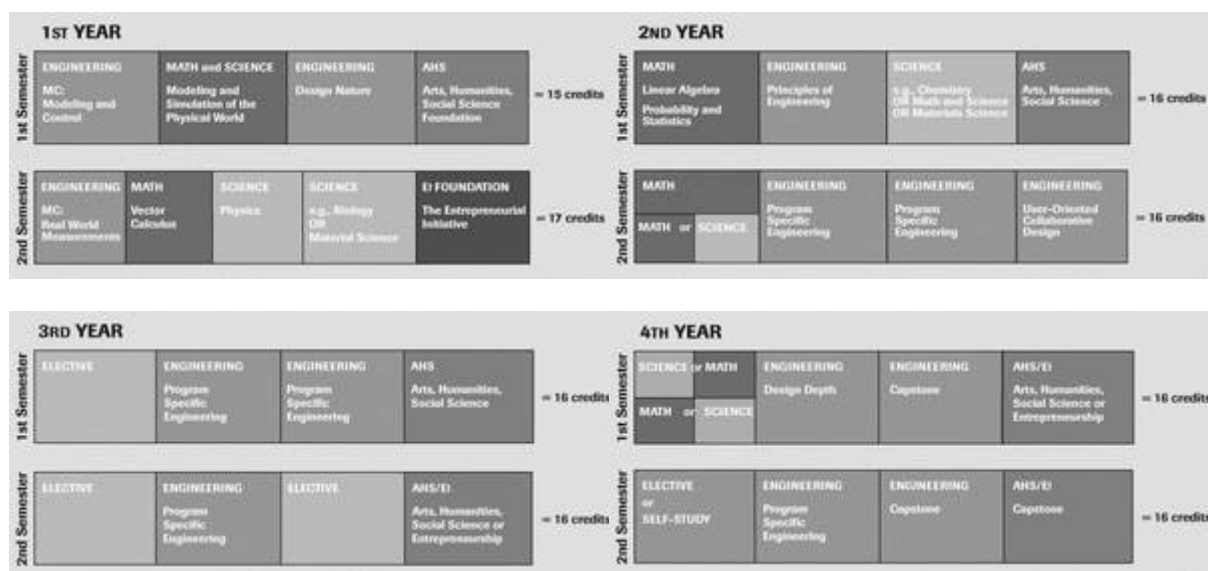 1ST YEAR
1st Semester
ENGINEERING
MC:
Modeling and
Control
MATH and SCIENCE
Modeling and
Simulation of the
Physical World
ENGINEERING
Design Nature
AHS
Arts, Humanities,
Social Science
Foundation
= 15 credits
2nd Semester
ENGINEERING
MC:
Real World
Measurements
MATH
Vector
Calculus
SCIENCE
Physics
SCIENCE
e.g., Biology
OR
Material Science
E! FOUNDATION
The Entrepreneurial
Initiative
= 17 credits
2ND YEAR
1st Semester
MATH
Linear Algebra
Probability and
Statistics
ENGINEERING
Principles of
Engineering
SCIENCE
e.g., Chemistry
OR Math and Science
OR Materials Science
AHS
Arts, Humanities,
Social Science
= 16 credits
2nd Semester
MATH
MATH or SCIENCE
ENGINEERING
Program
Specific
Engineering
ENGINEERING
Program
Specific
Engineering
ENGINEERING
User-Oriented
Collaborative
Design
= 16 credits
3RD YEAR
1st Semester
ELECTIVE
ENGINEERING
Program
Specific
Engineering
ENGINEERING
Program
Specific
Engineering
AHS
Arts, Humanities,
Social Science
= 16 credits
2nd Semester
ELECTIVE
ENGINEERING
Program
Specific
Engineering
ELECTIVE
AHS/E!
Arts, Humanities,
Social Science or
Entrepreneurship
= 16 credits
4TH YEAR
1st Semester
SCIENCE or MATH
MATH or SCIENCE
ENGINEERING
Design Depth
ENGINEERING
Capstone
AHS/E!
Arts, Humanities,
Social Science or
Entrepreneurship
= 16 credits
2nd Semester
ELECTIVE
or
SELF-STUDY
ENGINEERING
Program
Specific
Engineering
ENGINEERING
Capstone
AHS/E!
Capstone
= 16 credits